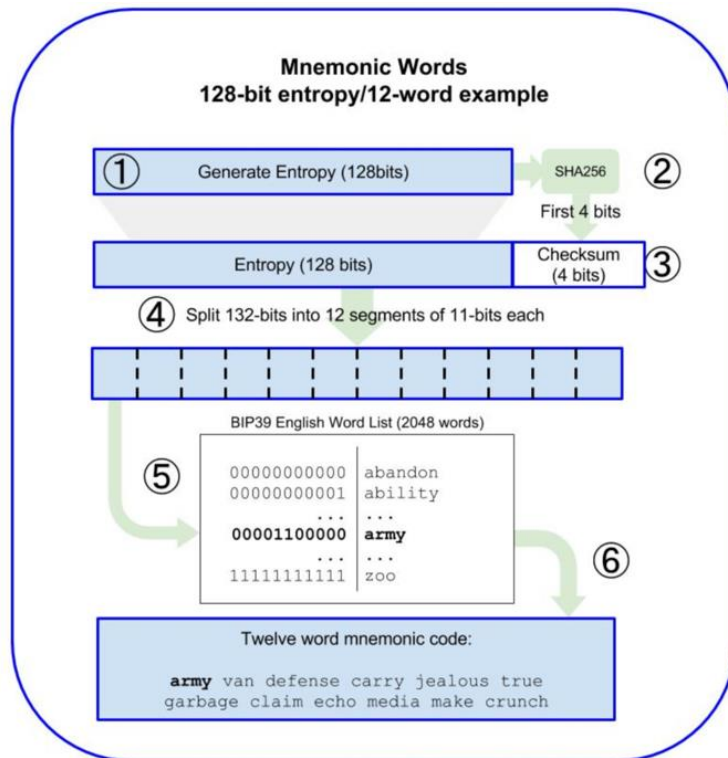 Mnemonic Words
128-bit entropy/12-word example
① Generate Entropy (128bits) SHA256 ②
First 4 bits
Entropy (128 bits) Checksum
(4 bits) ③
④ Split 132-bits into 12 segments of 11-bits each
BIP39 English Word List (2048 words)
⑤
00000000000 abandon
00000000001 ability
... ...
00001100000 army
... ...
11111111111 zoo
⑥
Twelve word mnemonic code:
army van defense carry jealous true
garbage claim echo media make crunch